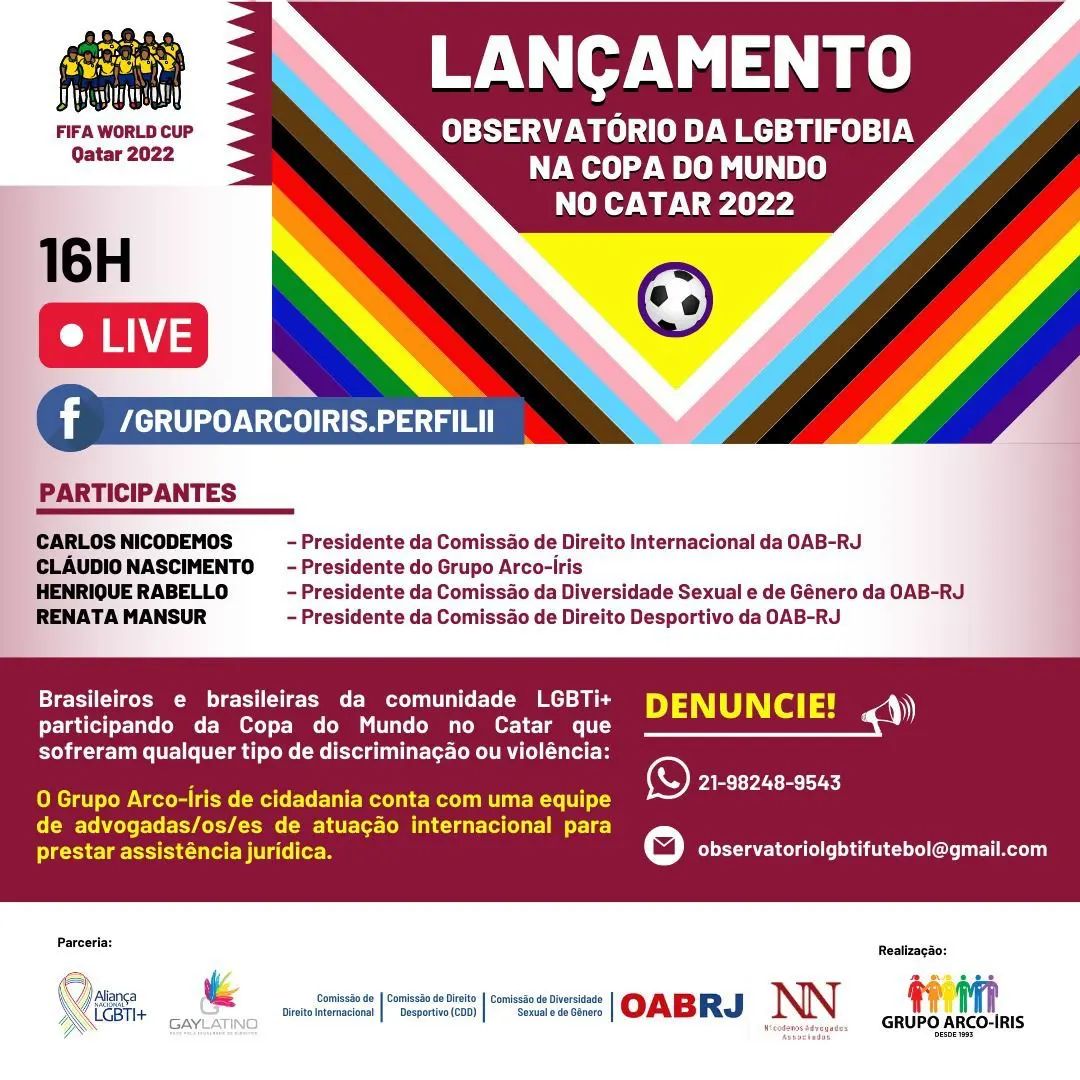 FIFA WORLD CUP
Qatar 2022
LANÇAMENTO
OBSERVATÓRIO DA LGBTIFOBIA
NA COPA DO MUNDO
NO CATAR 2022
16H
LIVE
f /GRUPOARCOIRIS.PERFILII
PARTICIPANTES
CARLOS NICODEMOS – Presidente da Comissão de Direito Internacional da OAB-RJ
CLÁUDIO NASCIMENTO – Presidente do Grupo Arco-Íris
HENRIQUE RABELLO – Presidente da Comissão da Diversidade Sexual e de Gênero da OAB-RJ
RENATA MANSUR – Presidente da Comissão de Direito Desportivo da OAB-RJ
Brasileiros e brasileiras da comunidade LGBTi+
participando da Copa do Mundo no Catar que
sofreram qualquer tipo de discriminação ou violência:
O Grupo Arco-Íris de cidadania conta com uma equipe
de advogadas/os/es de atuação internacional para
prestar assistência jurídica.
DENUNCIE!
21-98248-9543
observatoriolgbtifutebol@gmail.com
Parceria:
Aliança
NACIONAL
LGBTI+
GAYLATINO
Comissão de
Direito Internacional
Comissão de Direito
Desportivo (CDD)
Comissão de Diversidade
Sexual e de Gênero
OABRJ
NN
Nicodemos Advogados
Associados
Realização:
GRUPO ARCO-ÍRIS
DESDE 1993